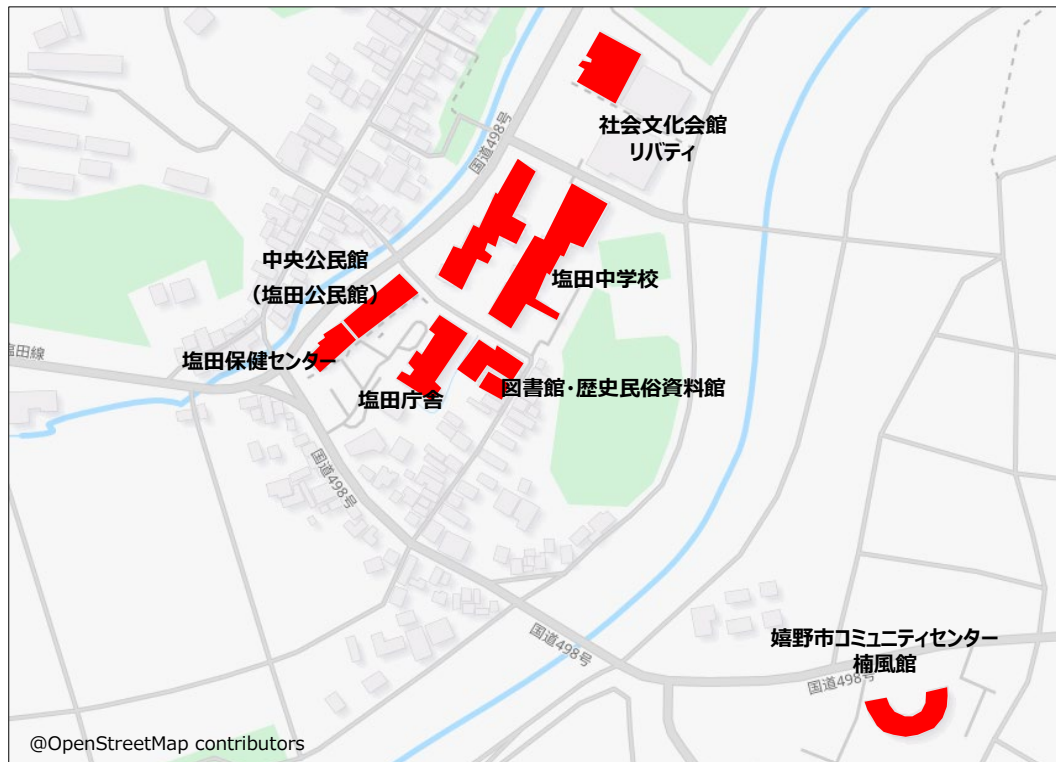 国道498号
社会文化会館
リバティ
中央公民館
（塩田公民館）
塩田中学校
塩田線
塩田保健センター
塩田庁舎
図書館・歴史民俗資料館
国道498号
国道498号
嬉野市コミュニティセンター
楠風館
国道498号
@OpenStreetMap contributors